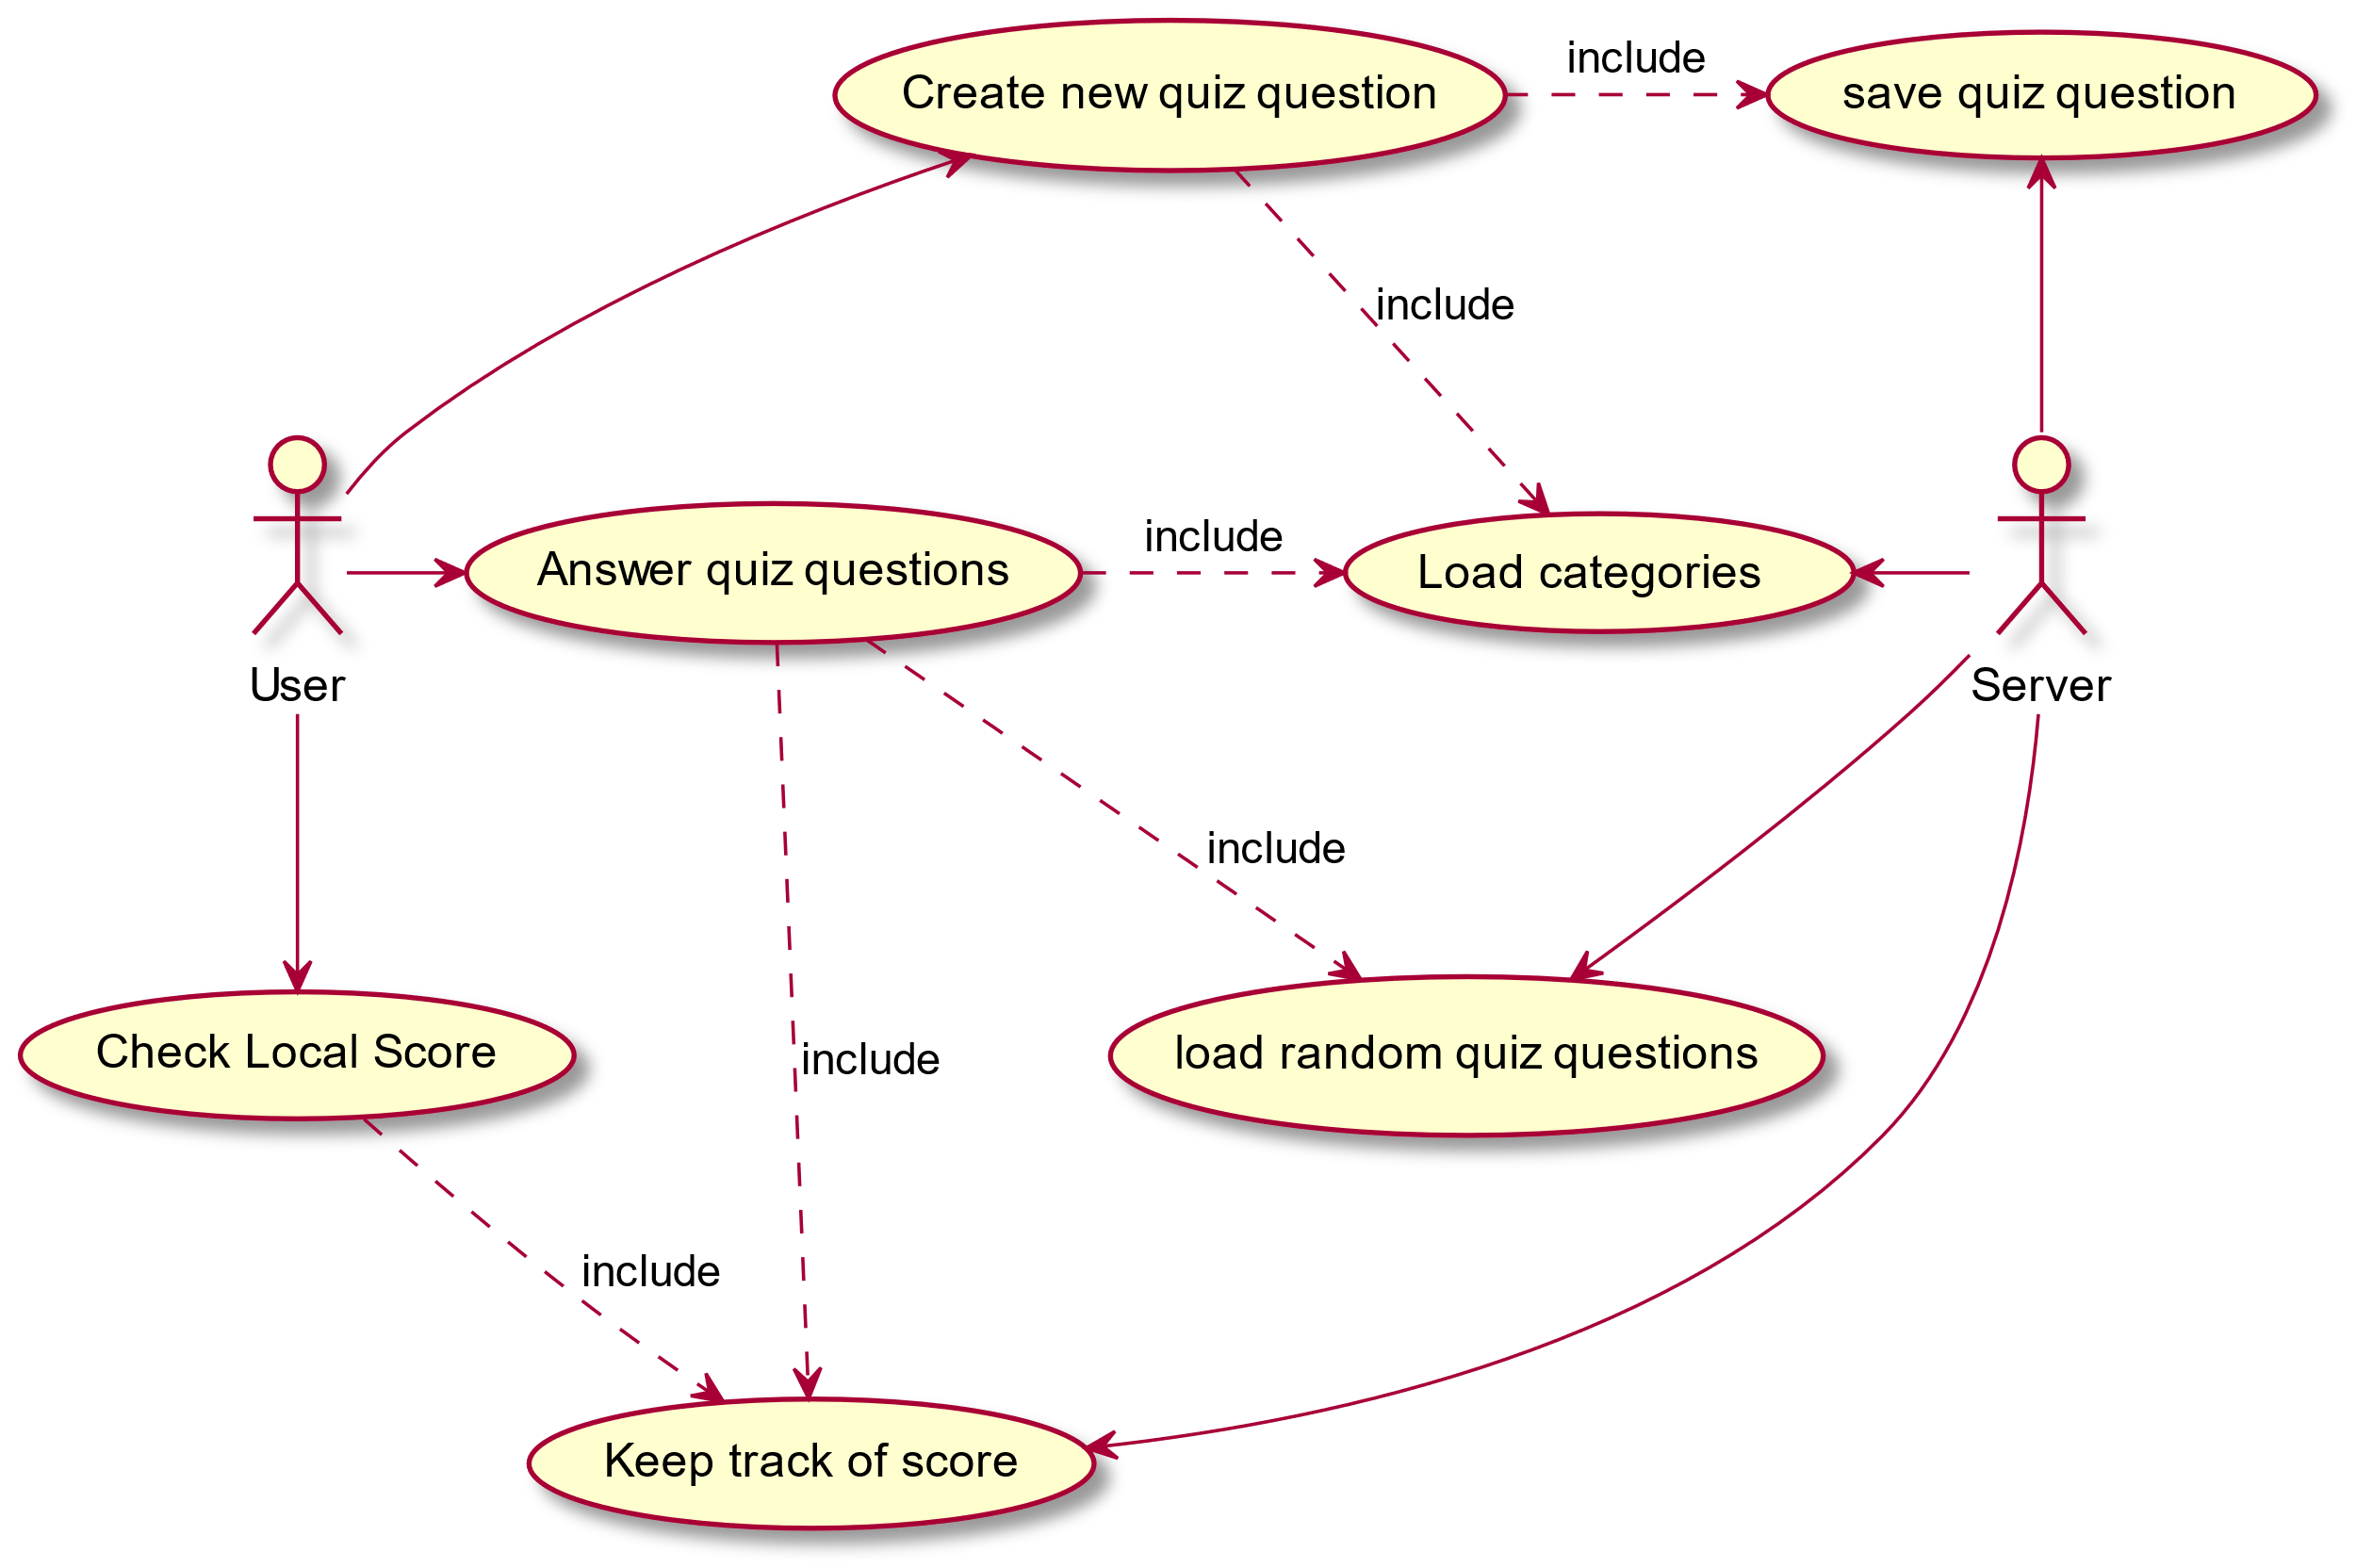 Create new quiz question
include
save quiz question
include
Answer quiz questions
include
Load categories
User
Server
include
Check Local Score
include
load random quiz questions
include
Keep track of score